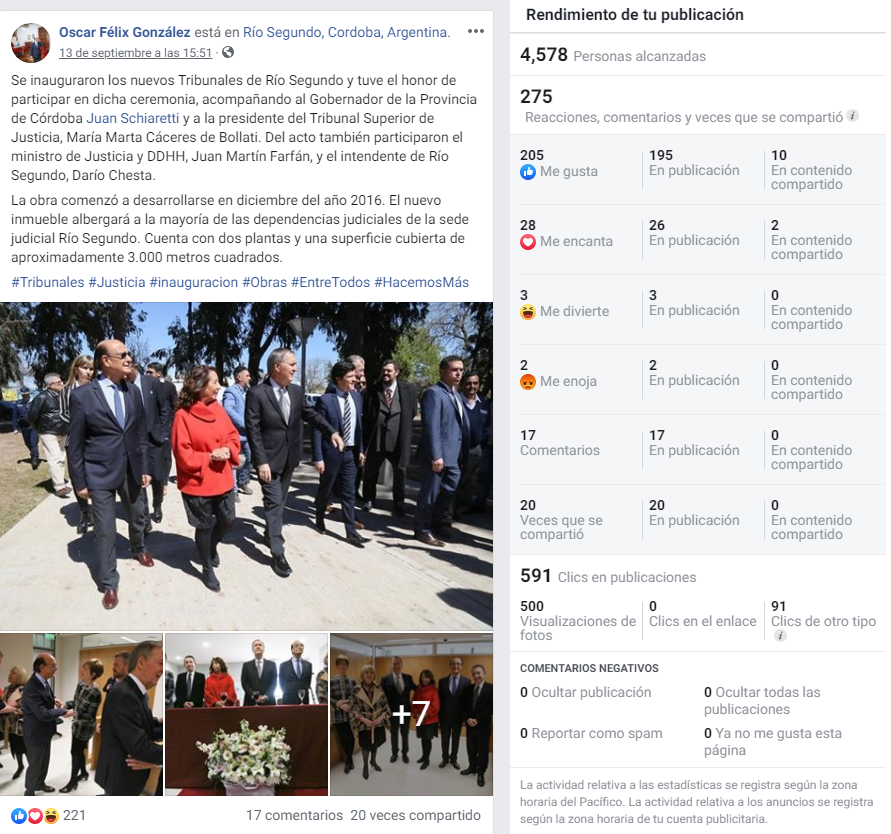 Oscar Félix González está en Río Segundo, Cordoba, Argentina.
13 de septiembre a las 15:51 ·
Se inauguraron los nuevos Tribunales de Río Segundo y tuve el honor de
participar en dicha ceremonia, acompañando al Gobernador de la Provincia
de Córdoba Juan Schiaretti y a la presidente del Tribunal Superior de
Justicia, María Marta Cáceres de Bollati. Del acto también participaron el
ministro de Justicia y DDHH, Juan Martín Farfán, y el intendente de Río
Segundo, Darío Chesta.
La obra comenzó a desarrollarse en diciembre del año 2016. El nuevo
inmueble albergará a la mayoría de las dependencias judiciales de la sede
judicial Río Segundo. Cuenta con dos plantas y una superficie cubierta de
aproximadamente 3.000 metros cuadrados.
#Tribunales #Justicia #inauguracion #Obras #EntreTodos #HacemosMás
+7
221
17 comentarios 20 veces compartido
Rendimiento de tu publicación
4,578 Personas alcanzadas
275
Reacciones, comentarios y veces que se compartió
205
Me gusta
195
En publicación
10
En contenido
compartido
28
Me encanta
26
En publicación
2
En contenido
compartido
3
Me divierte
3
En publicación
0
En contenido
compartido
2
Me enoja
2
En publicación
0
En contenido
compartido
17
Comentarios
17
En publicación
0
En contenido
compartido
20
Veces que se
compartió
20
En publicación
0
En contenido
compartido
591 Clics en publicaciones
500
Visualizaciones de
fotos
0
Clics en el enlace
91
Clics de otro tipo
COMENTARIOS NEGATIVOS
0 Ocultar publicación
0 Ocultar todas las
publicaciones
0 Reportar como spam
0 Ya no me gusta esta
página
La actividad relativa a las estadísticas se registra según la zona
horaria del Pacífico. La actividad relativa a los anuncios se registra
según la zona horaria de tu cuenta publicitaria.